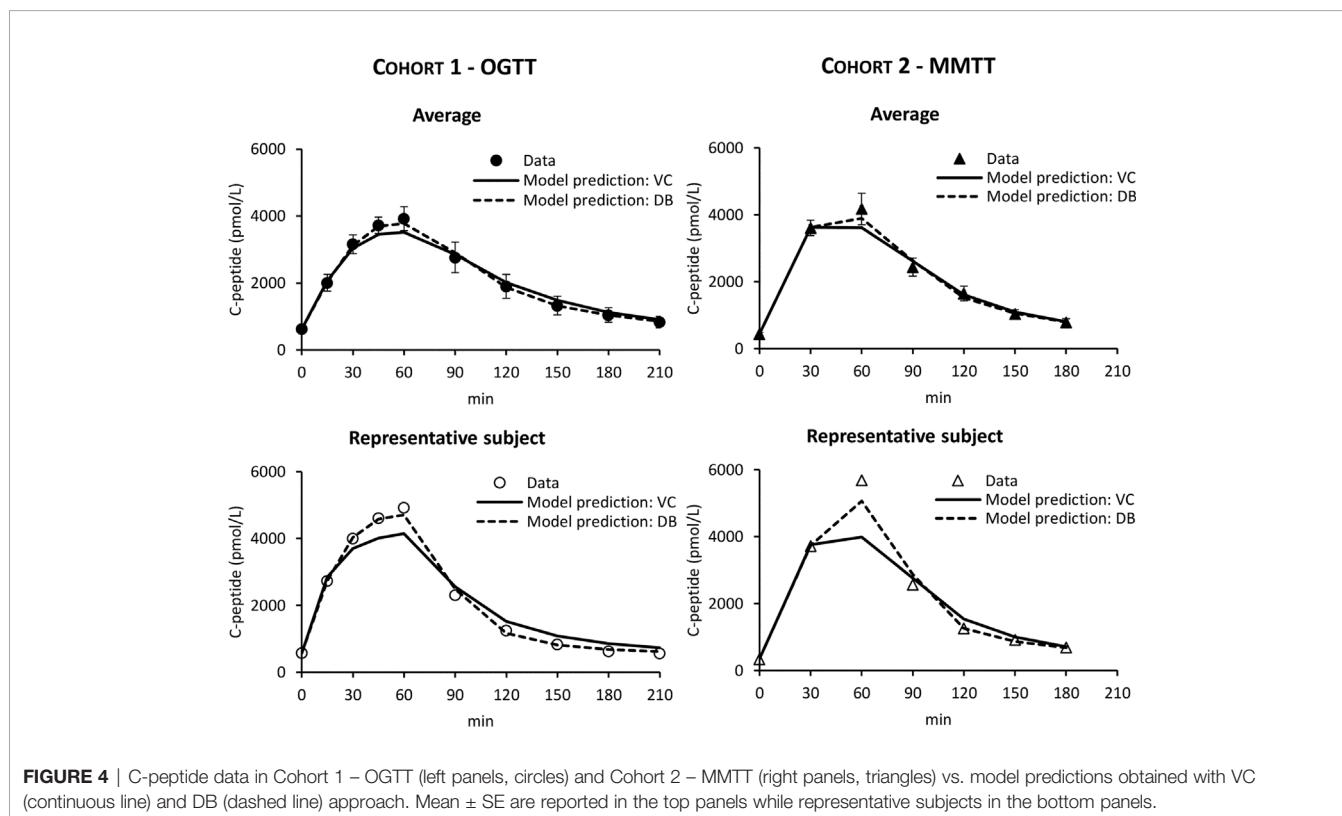 COHORT 1 - OGTT
Average
6000
4000
2000
0
C-peptide (pmol/L)
Data
Model prediction: VC
Model prediction: DB
0 30 60 90 120 150 180 210
min
COHORT 2 - MMTT
Average
6000
4000
2000
0
C-peptide (pmol/L)
Data
Model prediction: VC
Model prediction: DB
0 30 60 90 120 150 180 210
min
Representative subject
6000
4000
2000
0
C-peptide (pmol/L)
Data
Model prediction: VC
Model prediction: DB
0 30 60 90 120 150 180 210
min
Representative subject
6000
4000
2000
0
C-peptide (pmol/L)
Data
Model prediction: VC
Model prediction: DB
0 30 60 90 120 150 180 210
min
FIGURE 4 | C-peptide data in Cohort 1 – OGTT (left panels, circles) and Cohort 2 – MMTT (right panels, triangles) vs. model predictions obtained with VC
(continuous line) and DB (dashed line) approach. Mean ± SE are reported in the top panels while representative subjects in the bottom panels.